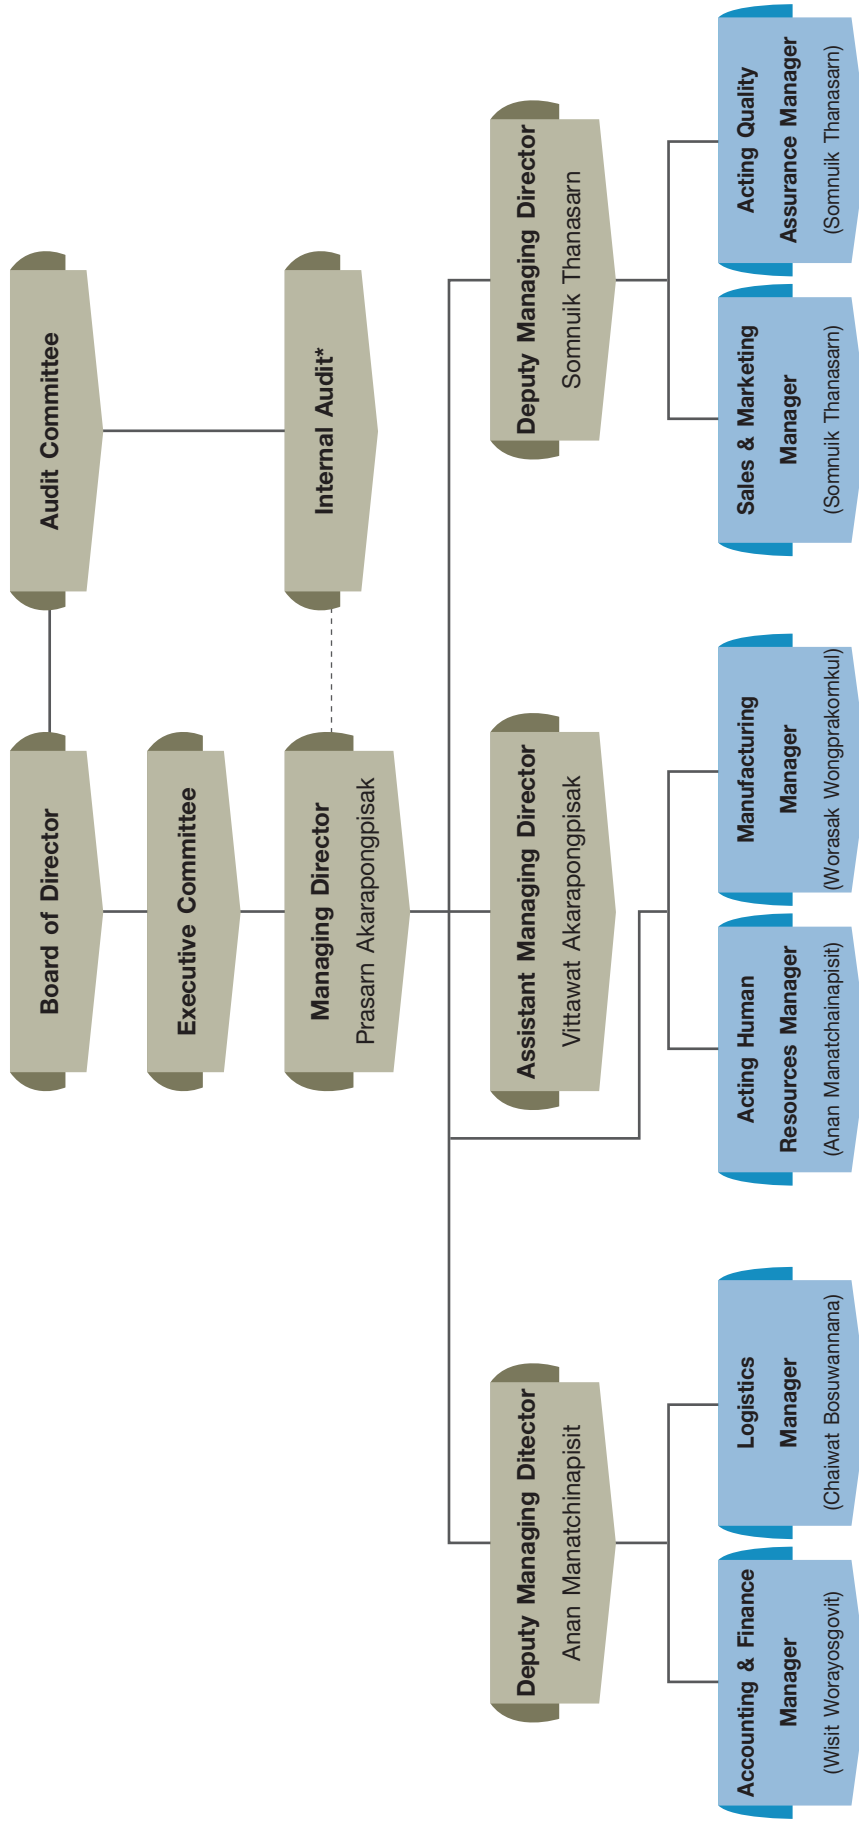 Board of Director
Audit Committee
Executive Committee
Managing Director
Prasarn Akarapongpisak
Internal Audit*
Deputy Managing Ditector
Anan Manatchinapisit
Assistant Managing Director
Vittawat Akarapongpisak
Deputy Managing Director
Somnuik Thanasarn
Accounting & Finance
Manager
(Wisit Worayosgovit)
Logistics
Manager
(Chaiwat Bosuwannana)
Acting Human
Resources Manager
(Anan Manatchainapisit)
Manufacturing
Manager
(Worasak Wongprakornkul)
Sales & Marketing
Manager
(Somnuik Thanasarn)
Acting Quality
Assurance Manager
(Somnuik Thanasarn)